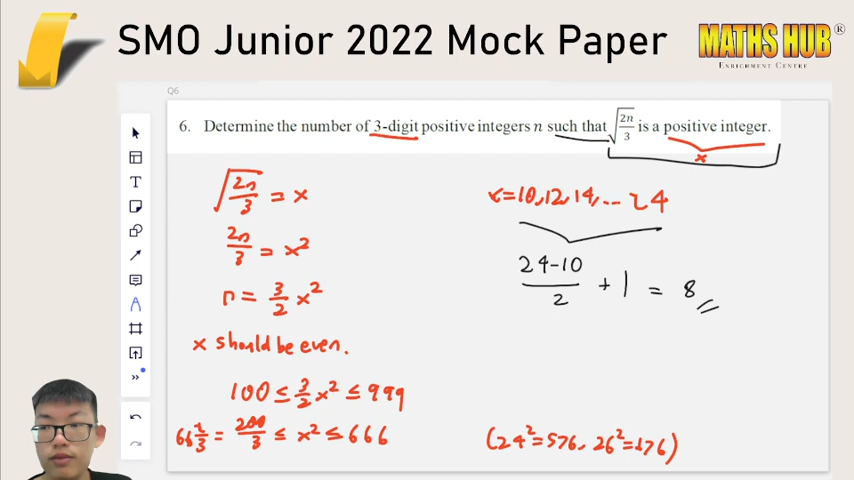 SMO Junior 2022 Mock Paper
MATHS HUB®
ENRICHMENT CENTRE
Q6
6. Determine the number of 3-digit positive integers n such that √(2n/3) is a positive integer.
x
√(2n/3) = x
2n/3 = x²
n = 3/2 x²
x should be even.
100 ≤ 3/2 x² ≤ 999
66 2/3 = 200/3 ≤ x² ≤ 666
x=10,12,14,... 24
(24-10)/2 + 1 = 8
(24²=576, 26²=676)